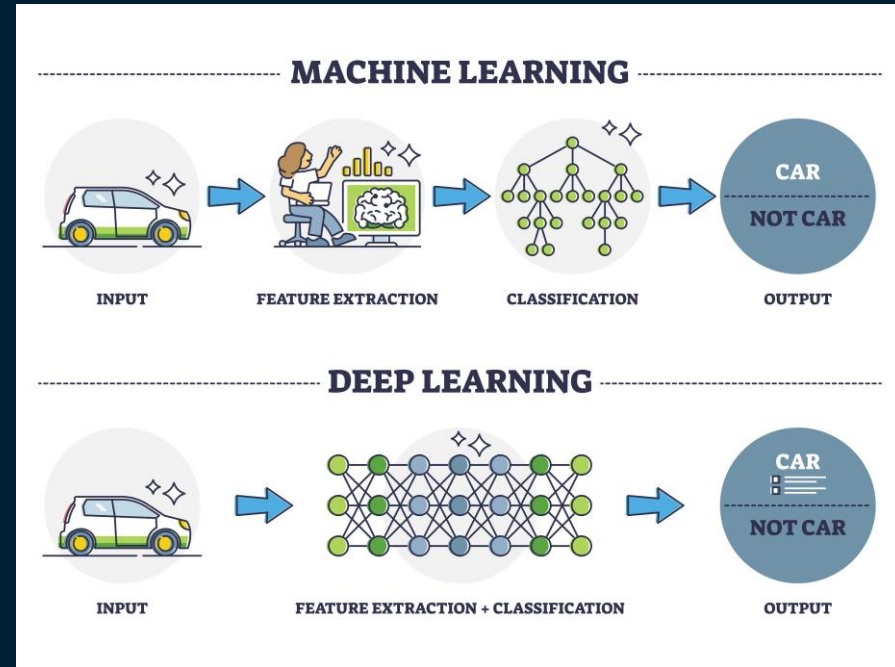 MACHINE LEARNING
CAR
NOT CAR
INPUT
FEATURE EXTRACTION
CLASSIFICATION
OUTPUT
DEEP LEARNING
CAR
NOT CAR
INPUT
FEATURE EXTRACTION + CLASSIFICATION
OUTPUT